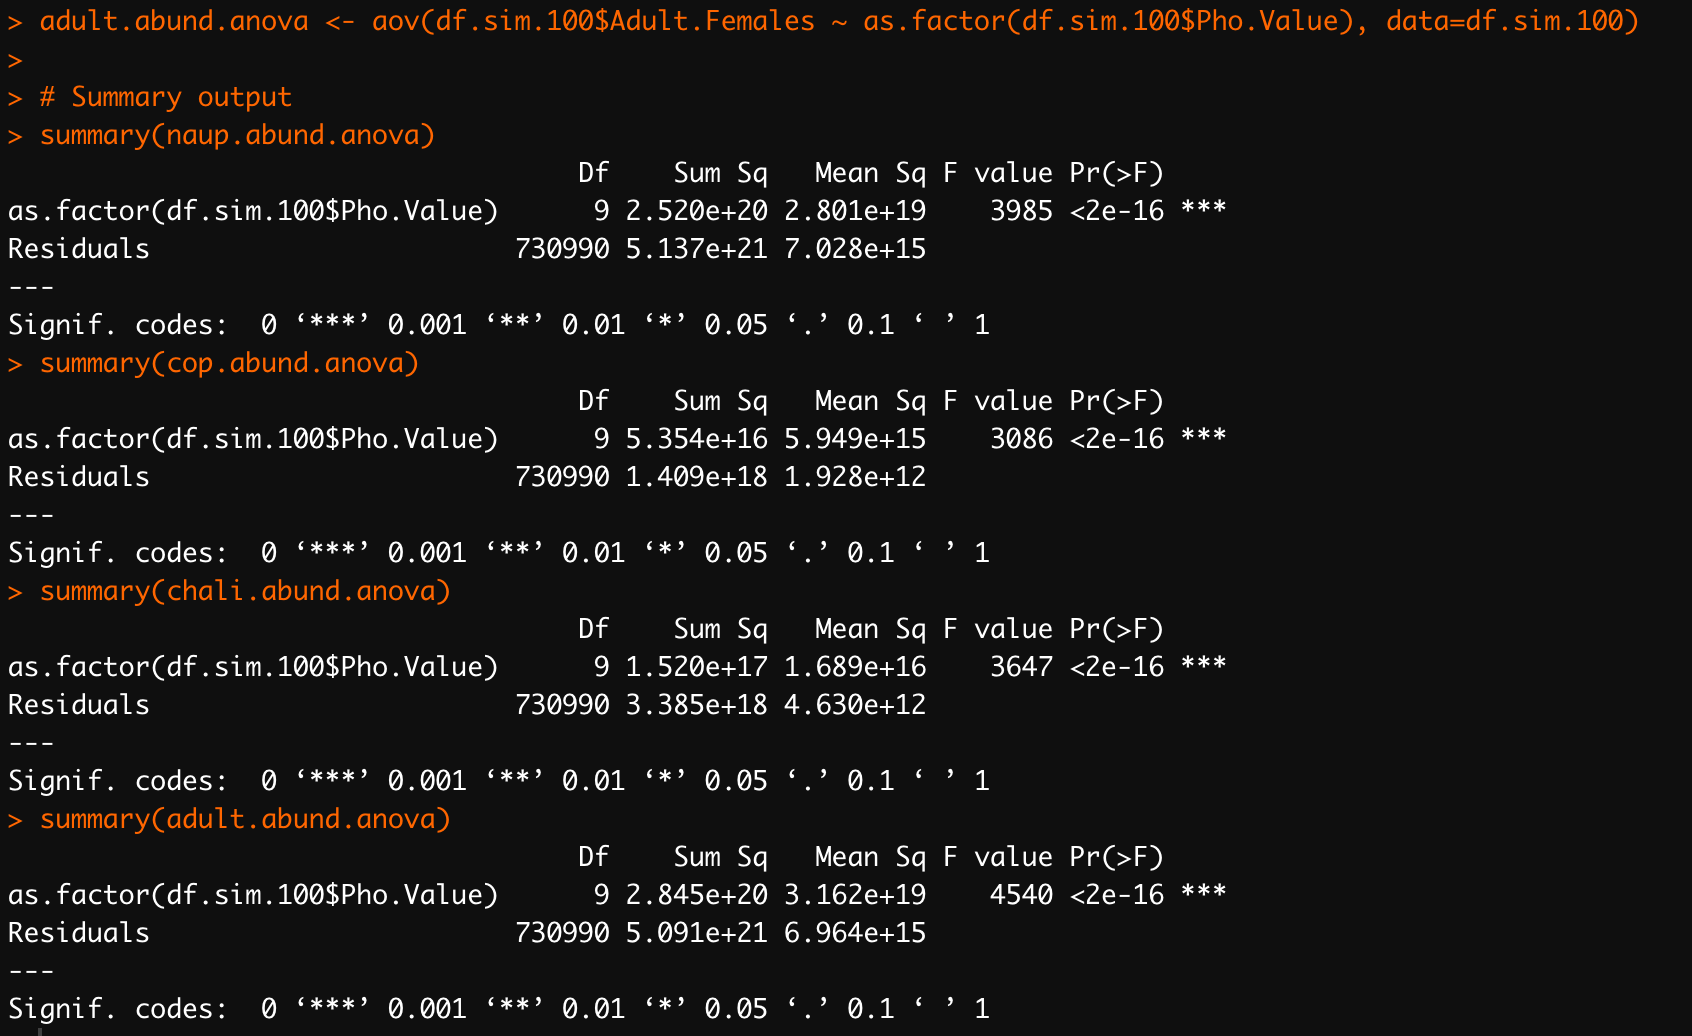 > adult.abund.anova <- aov(df.sim.100$Adult.Females ~ as.factor(df.sim.100$Pho.Value), data=df.sim.100)
>
> # Summary output
> summary(naup.abund.anova)
                                    Df    Sum Sq   Mean Sq F value Pr(>F)
as.factor(df.sim.100$Pho.Value)      9 2.520e+20 2.801e+19    3985 <2e-16 ***
Residuals                       730990 5.137e+21 7.028e+15
---
Signif. codes:  0 ‘***’ 0.001 ‘**’ 0.01 ‘*’ 0.05 ‘.’ 0.1 ‘ ’ 1
> summary(cop.abund.anova)
                                    Df    Sum Sq   Mean Sq F value Pr(>F)
as.factor(df.sim.100$Pho.Value)      9 5.354e+16 5.949e+15    3086 <2e-16 ***
Residuals                       730990 1.409e+18 1.928e+12
---
Signif. codes:  0 ‘***’ 0.001 ‘**’ 0.01 ‘*’ 0.05 ‘.’ 0.1 ‘ ’ 1
> summary(chali.abund.anova)
                                    Df    Sum Sq   Mean Sq F value Pr(>F)
as.factor(df.sim.100$Pho.Value)      9 1.520e+17 1.689e+16    3647 <2e-16 ***
Residuals                       730990 3.385e+18 4.630e+12
---
Signif. codes:  0 ‘***’ 0.001 ‘**’ 0.01 ‘*’ 0.05 ‘.’ 0.1 ‘ ’ 1
> summary(adult.abund.anova)
                                    Df    Sum Sq   Mean Sq F value Pr(>F)
as.factor(df.sim.100$Pho.Value)      9 2.845e+20 3.162e+19    4540 <2e-16 ***
Residuals                       730990 5.091e+21 6.964e+15
---
Signif. codes:  0 ‘***’ 0.001 ‘**’ 0.01 ‘*’ 0.05 ‘.’ 0.1 ‘ ’ 1